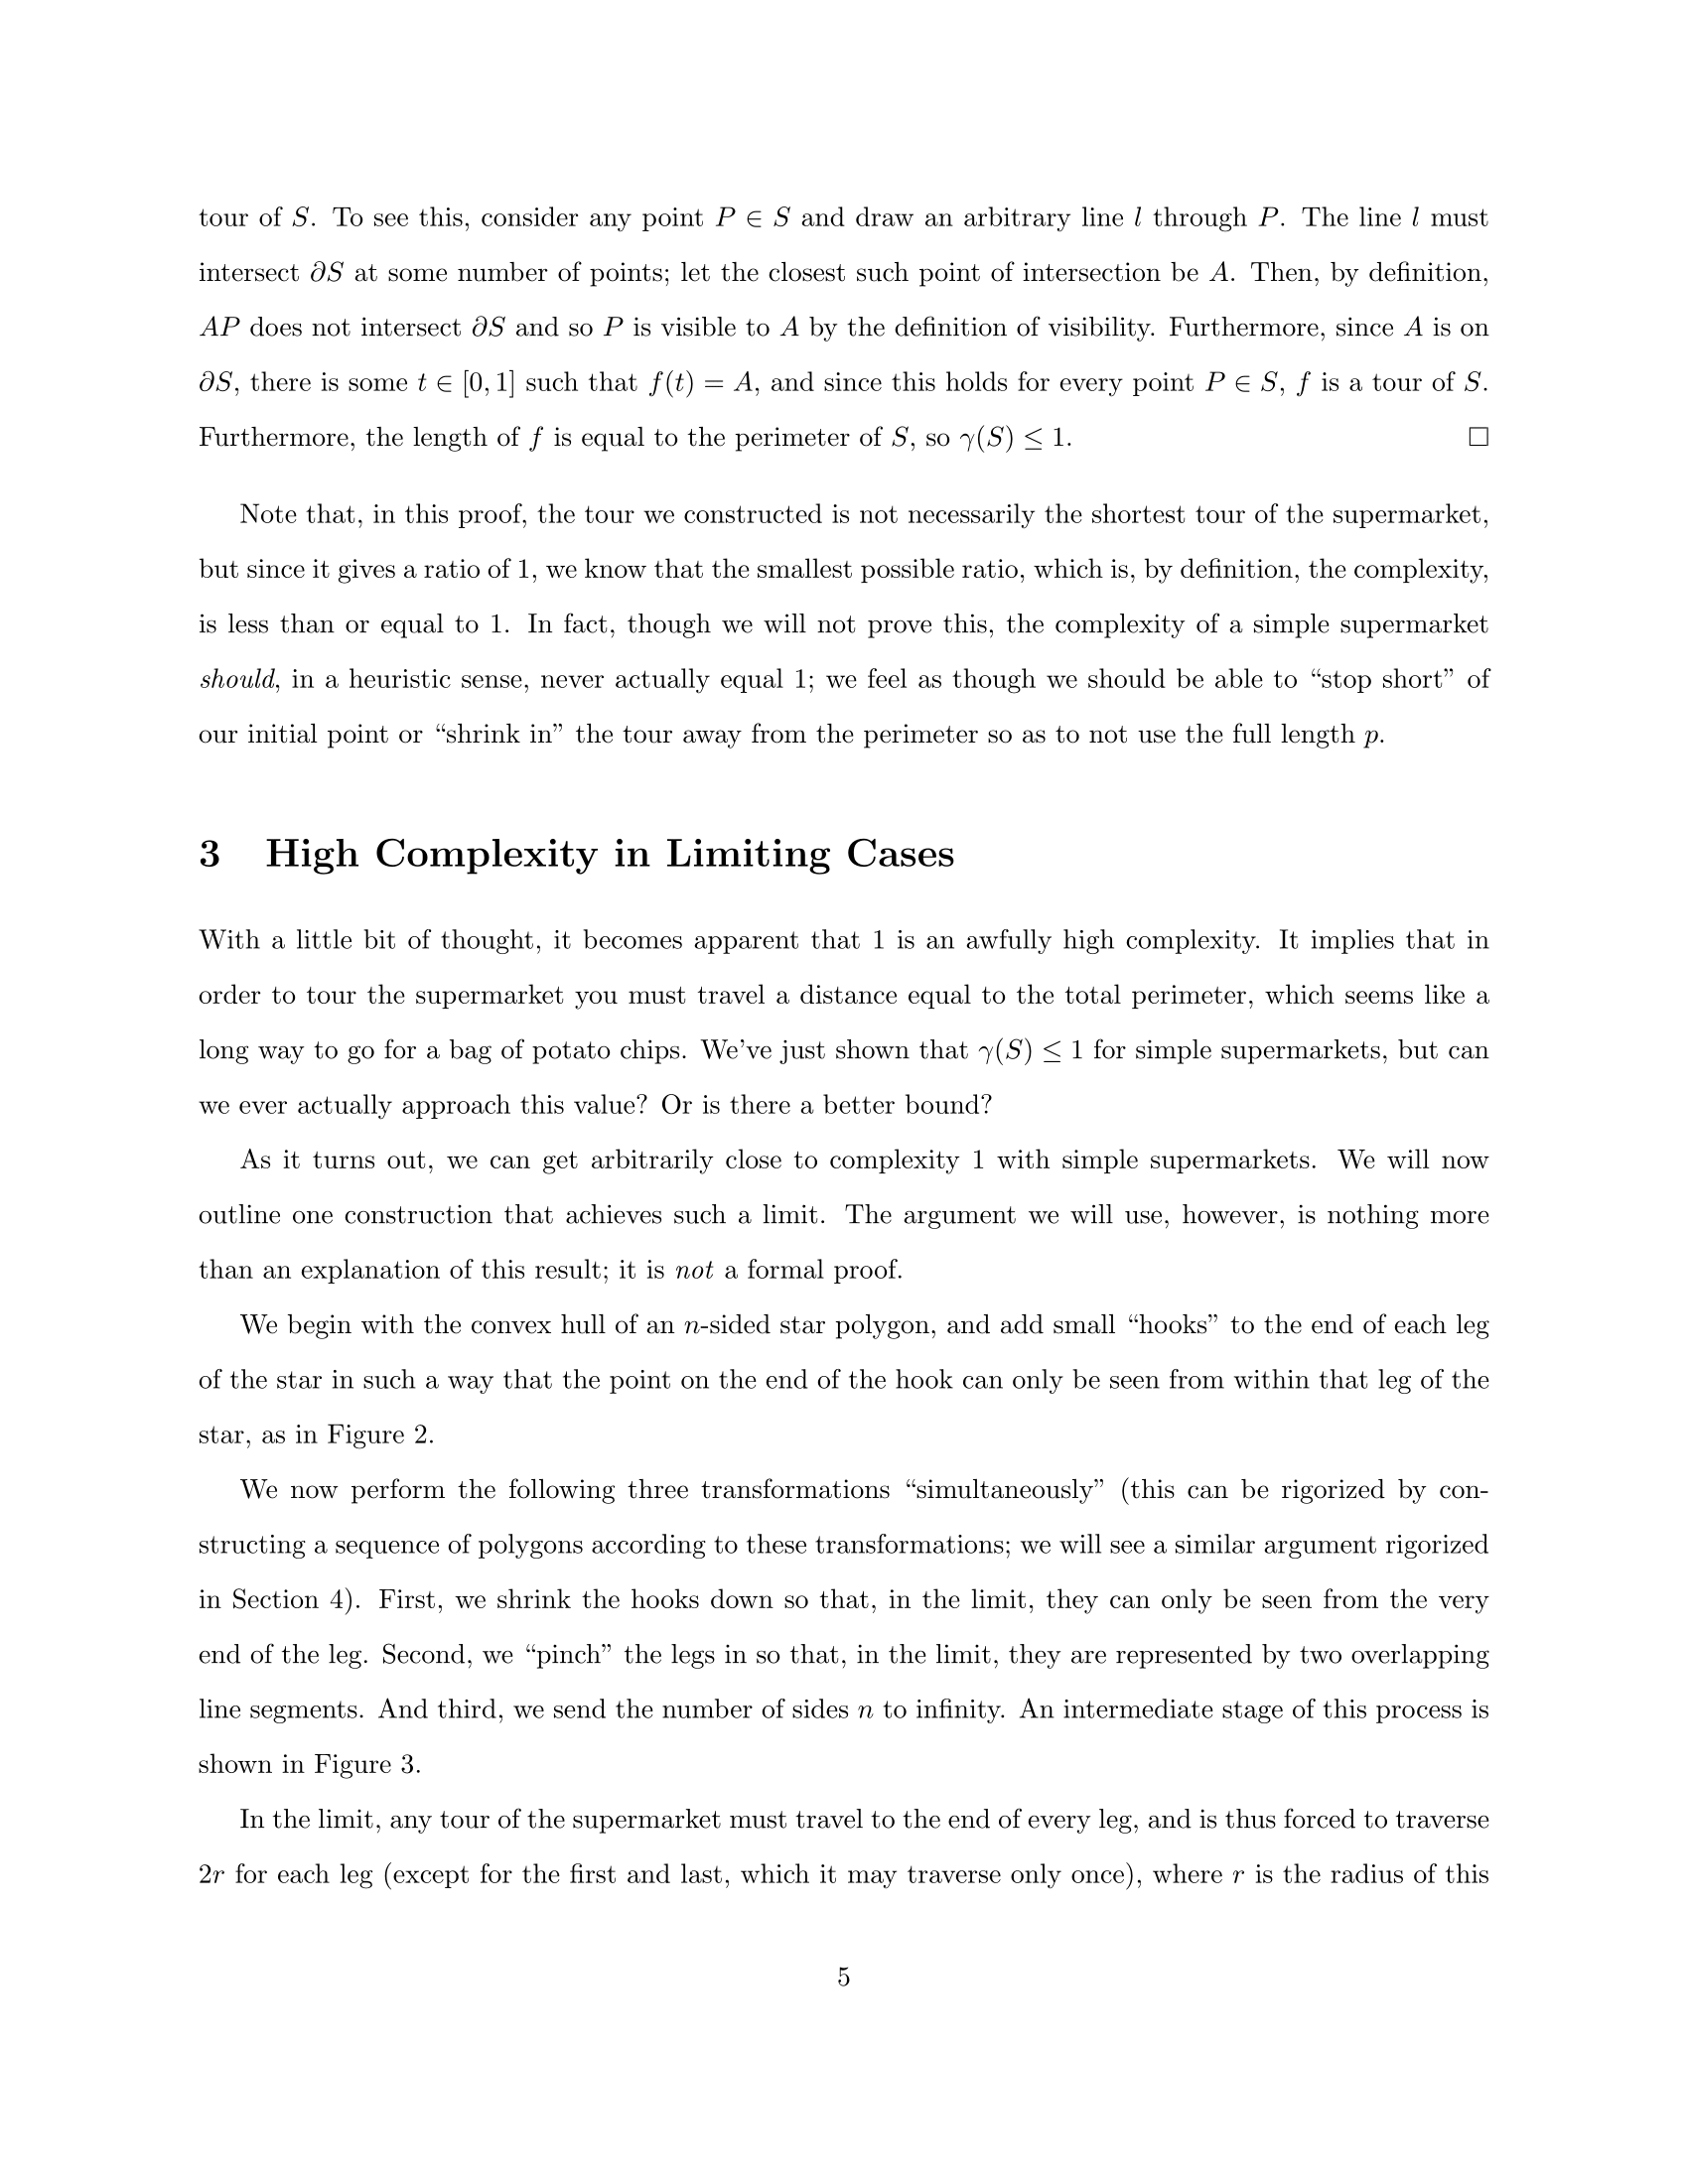 tour of S. To see this, consider any point P ∈ S and draw an arbitrary line l through P. The line l must
intersect ∂S at some number of points; let the closest such point of intersection be A. Then, by definition,
AP does not intersect ∂S and so P is visible to A by the definition of visibility. Furthermore, since A is on
∂S, there is some t ∈ [0, 1] such that f(t) = A, and since this holds for every point P ∈ S, f is a tour of S.
Furthermore, the length of f is equal to the perimeter of S, so γ(S) ≤ 1. □
Note that, in this proof, the tour we constructed is not necessarily the shortest tour of the supermarket,
but since it gives a ratio of 1, we know that the smallest possible ratio, which is, by definition, the complexity,
is less than or equal to 1. In fact, though we will not prove this, the complexity of a simple supermarket
should, in a heuristic sense, never actually equal 1; we feel as though we should be able to “stop short” of
our initial point or “shrink in” the tour away from the perimeter so as to not use the full length p.
3 High Complexity in Limiting Cases
With a little bit of thought, it becomes apparent that 1 is an awfully high complexity. It implies that in
order to tour the supermarket you must travel a distance equal to the total perimeter, which seems like a
long way to go for a bag of potato chips. We’ve just shown that γ(S) ≤ 1 for simple supermarkets, but can
we ever actually approach this value? Or is there a better bound?
As it turns out, we can get arbitrarily close to complexity 1 with simple supermarkets. We will now
outline one construction that achieves such a limit. The argument we will use, however, is nothing more
than an explanation of this result; it is not a formal proof.
We begin with the convex hull of an n-sided star polygon, and add small “hooks” to the end of each leg
of the star in such a way that the point on the end of the hook can only be seen from within that leg of the
star, as in Figure 2.
We now perform the following three transformations “simultaneously” (this can be rigorized by con-
structing a sequence of polygons according to these transformations; we will see a similar argument rigorized
in Section 4). First, we shrink the hooks down so that, in the limit, they can only be seen from the very
end of the leg. Second, we “pinch” the legs in so that, in the limit, they are represented by two overlapping
line segments. And third, we send the number of sides n to infinity. An intermediate stage of this process is
shown in Figure 3.
In the limit, any tour of the supermarket must travel to the end of every leg, and is thus forced to traverse
2r for each leg (except for the first and last, which it may traverse only once), where r is the radius of this
5